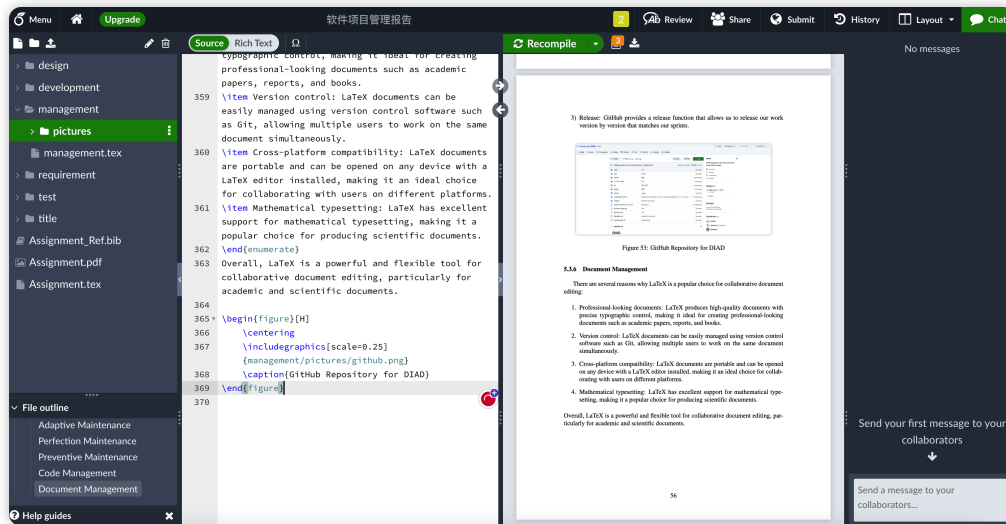 Menu
Upgrade
软件项目管理报告
2
Review
Share
Submit
History
Layout
Chat
Source
Rich Text
Ω
Recompile
3
No messages
design
development
management
pictures
management.tex
requirement
test
title
Assignment_Ref.bib
Assignment.pdf
Assignment.tex
File outline
Adaptive Maintenance
Perfection Maintenance
Preventive Maintenance
Code Management
Document Management
Help guides
typographic control, making it ideal for creating
professional-looking documents such as academic
papers, reports, and books.
359 \item Version control: LaTeX documents can be
easily managed using version control software such
as Git, allowing multiple users to work on the same
document simultaneously.
360 \item Cross-platform compatibility: LaTeX documents
are portable and can be opened on any device with a
LaTeX editor installed, making it an ideal choice
for collaborating with users on different platforms.
361 \item Mathematical typesetting: LaTeX has excellent
support for mathematical typesetting, making it a
popular choice for producing scientific documents.
362 \end{enumerate}
363 Overall, LaTeX is a powerful and flexible tool for
collaborative document editing, particularly for
academic and scientific documents.
364
365 \begin{figure}[H]
366 \centering
367 \includegraphics[scale=0.25]
{management/pictures/github.png}
368 \caption{GitHub Repository for DIAD}
369 \end{figure}
370
3) Release: GitHub provides a release function that allows us to release our work
version by version that matches our sprints.
DIAD
Figure 53: GitHub Repository for DIAD
5.3.6 Document Management
There are several reasons why LaTeX is a popular choice for collaborative document
editing:
1. Professional-looking documents: LaTeX produces high-quality documents with
precise typographic control, making it ideal for creating professional-looking
documents such as academic papers, reports, and books.
2. Version control: LaTeX documents can be easily managed using version control
software such as Git, allowing multiple users to work on the same document
simultaneously.
3. Cross-platform compatibility: LaTeX documents are portable and can be opened
on any device with a LaTeX editor installed, making it an ideal choice for collab-
orating with users on different platforms.
4. Mathematical typesetting: LaTeX has excellent support for mathematical type-
setting, making it a popular choice for producing scientific documents.
Overall, LaTeX is a powerful and flexible tool for collaborative document editing, par-
ticularly for academic and scientific documents.
56
Send your first message to your
collaborators
Send a message to your
collaborators...